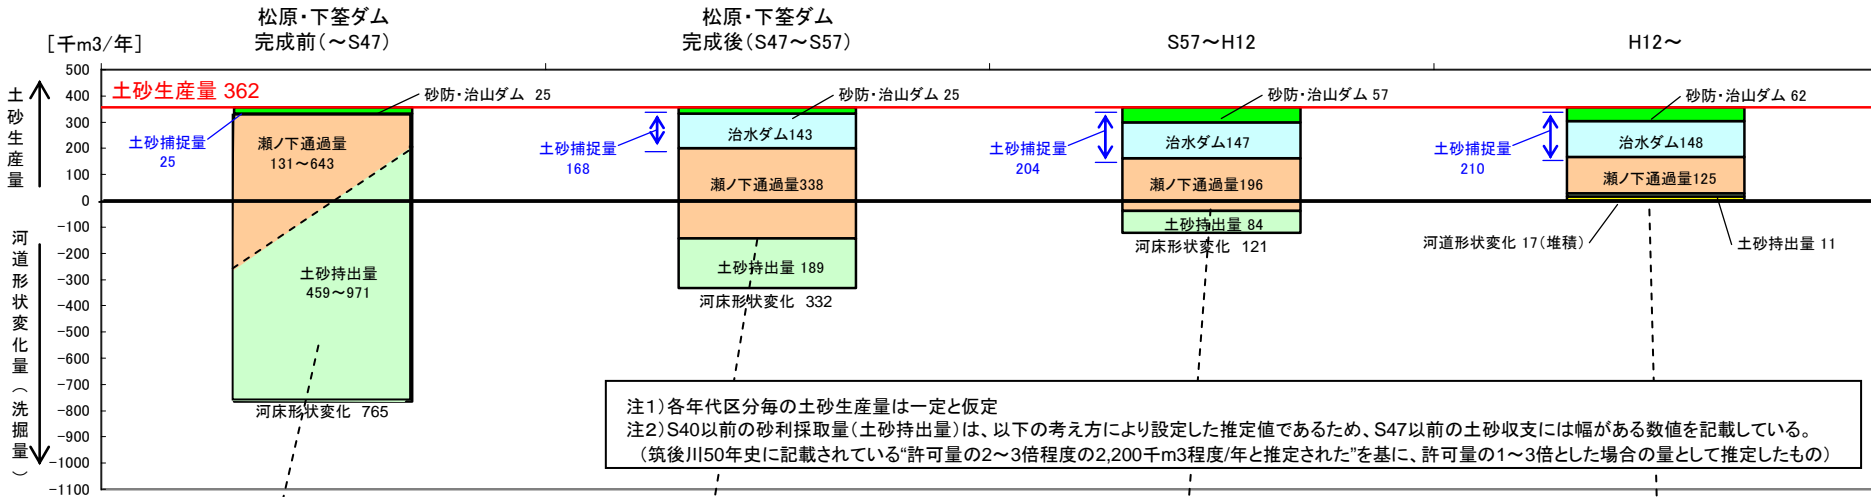 松原・下筌ダム
完成前(～S47)
松原・下筌ダム
完成後(S47～S57)
S57～H12
H12～
[千m3/年]
土砂生産量
河道形状変化量(洗掘量)
500
400
300
200
100
0
-100
-200
-300
-400
-500
-600
-700
-800
-900
-1000
-1100
土砂生産量 362
砂防・治山ダム 25
土砂捕捉量
25
瀬ノ下通過量
131～643
土砂持出量
459～971
河床形状変化 765
砂防・治山ダム 25
土砂捕捉量
168
治水ダム143
瀬ノ下通過量338
土砂持出量 189
河床形状変化 332
砂防・治山ダム 57
土砂捕捉量
204
治水ダム147
瀬ノ下通過量196
土砂持出量 84
河床形状変化 121
砂防・治山ダム 62
土砂捕捉量
210
治水ダム148
瀬ノ下通過量125
河道形状変化 17(堆積)
土砂持出量 11
注1)各年代区分毎の土砂生産量は一定と仮定
注2)S40以前の砂利採取量(土砂持出量)は、以下の考え方により設定した推定値であるため、S47以前の土砂収支には幅がある数値を記載している。
(筑後川50年史に記載されている“許可量の2～3倍程度の2,200千m3程度/年と推定された”を基に、許可量の1～3倍とした場合の量として推定したもの)